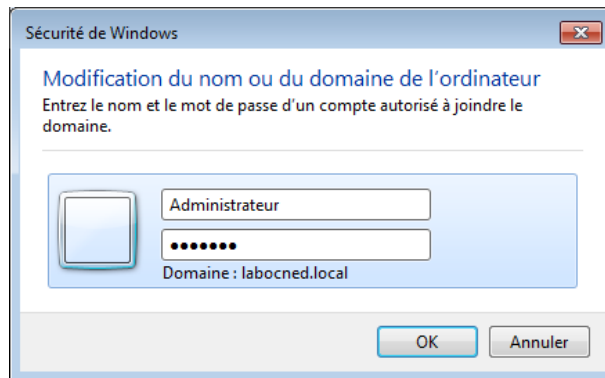 Sécurité de Windows
Modification du nom ou du domaine de l'ordinateur
Entrez le nom et le mot de passe d'un compte autorisé à joindre le
domaine.
Administrateur
●●●●●●●
Domaine : labocned.local
OK Annuler